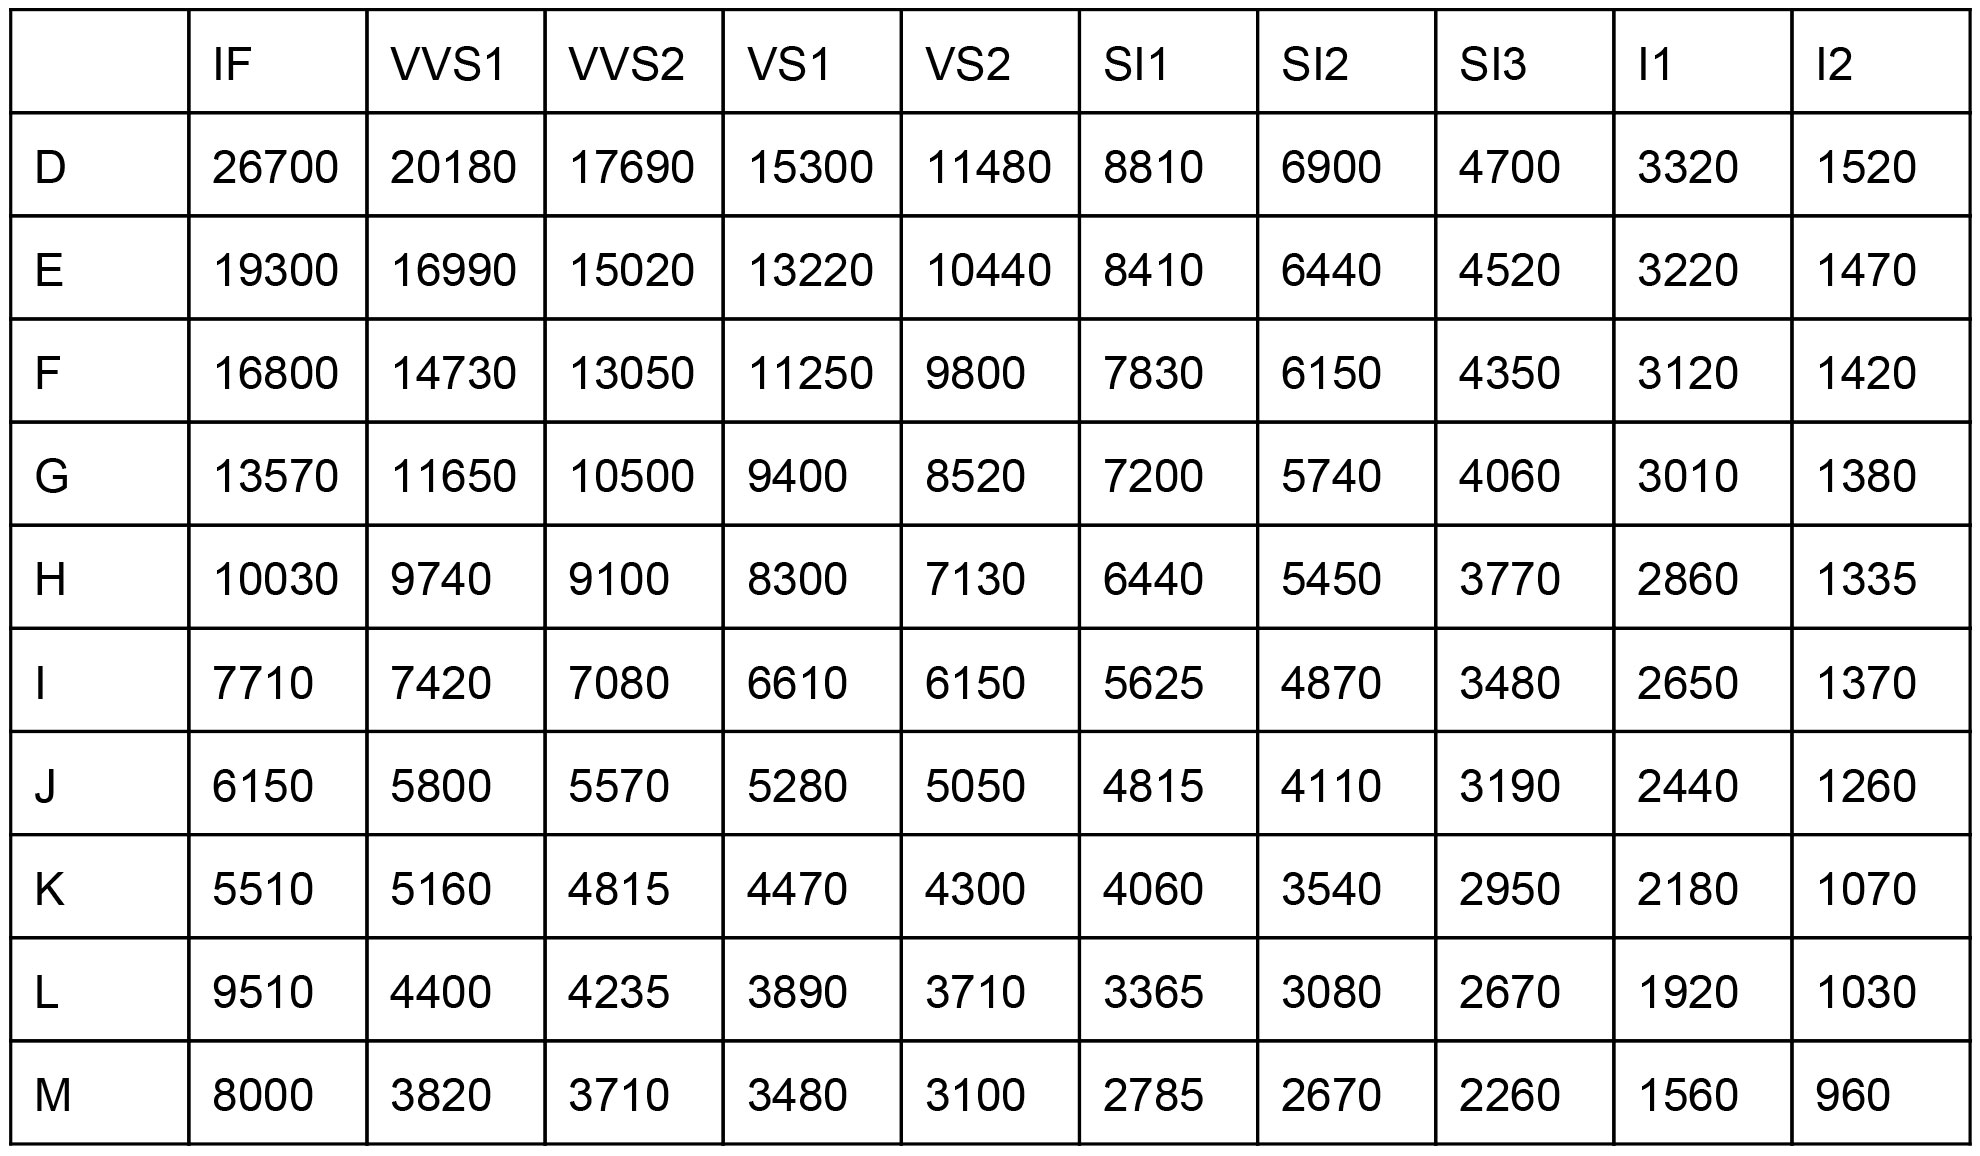 IF VVS1 VVS2 VS1 VS2 SI1 SI2 SI3 I1 I2
D 26700 20180 17690 15300 11480 8810 6900 4700 3320 1520
E 19300 16990 15020 13220 10440 8410 6440 4520 3220 1470
F 16800 14730 13050 11250 9800 7830 6150 4350 3120 1420
G 13570 11650 10500 9400 8520 7200 5740 4060 3010 1380
H 10030 9740 9100 8300 7130 6440 5450 3770 2860 1335
I 7710 7420 7080 6610 6150 5625 4870 3480 2650 1370
J 6150 5800 5570 5280 5050 4815 4110 3190 2440 1260
K 5510 5160 4815 4470 4300 4060 3540 2950 2180 1070
L 9510 4400 4235 3890 3710 3365 3080 2670 1920 1030
M 8000 3820 3710 3480 3100 2785 2670 2260 1560 960